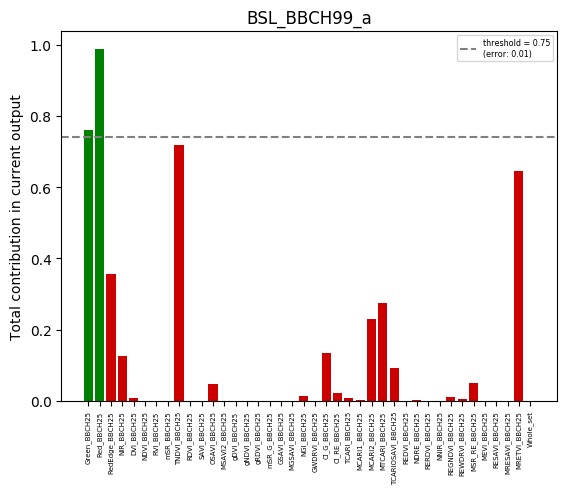 BSL_BBCH99_a
threshold = 0.75
(error: 0.01)
Total contribution in current output
1.0
0.8
0.6
0.4
0.2
0.0
Green_BBCH25
Red_BBCH25
RedEdge_BBCH25
NIR_BBCH25
DVI_BBCH25
NDVI_BBCH25
RVI_BBCH25
mSR_BBCH25
TNDVI_BBCH25
RDVI_BBCH25
SAVI_BBCH25
OSAVI_BBCH25
MSAVI2_BBCH25
gDVI_BBCH25
gNDVI_BBCH25
gRDVI_BBCH25
mSR_G_BBCH25
GSAVI_BBCH25
MGSAVI_BBCH25
NGI_BBCH25
GWDRVI_BBCH25
CI_G_BBCH25
CI_RE_BBCH25
TCARI_BBCH25
MCARI1_BBCH25
MCARI2_BBCH25
MTCARI_BBCH25
TCARIOSAVI_BBCH25
REDVI_BBCH25
NDRE_BBCH25
RERDVI_BBCH25
NNIR_BBCH25
REGNDVI_BBCH25
REWDRVI_BBCH25
MSR_RE_BBCH25
MEVI_BBCH25
RESAVI_BBCH25
MRESAVI_BBCH25
MRETVI_BBCH25
Whole_set